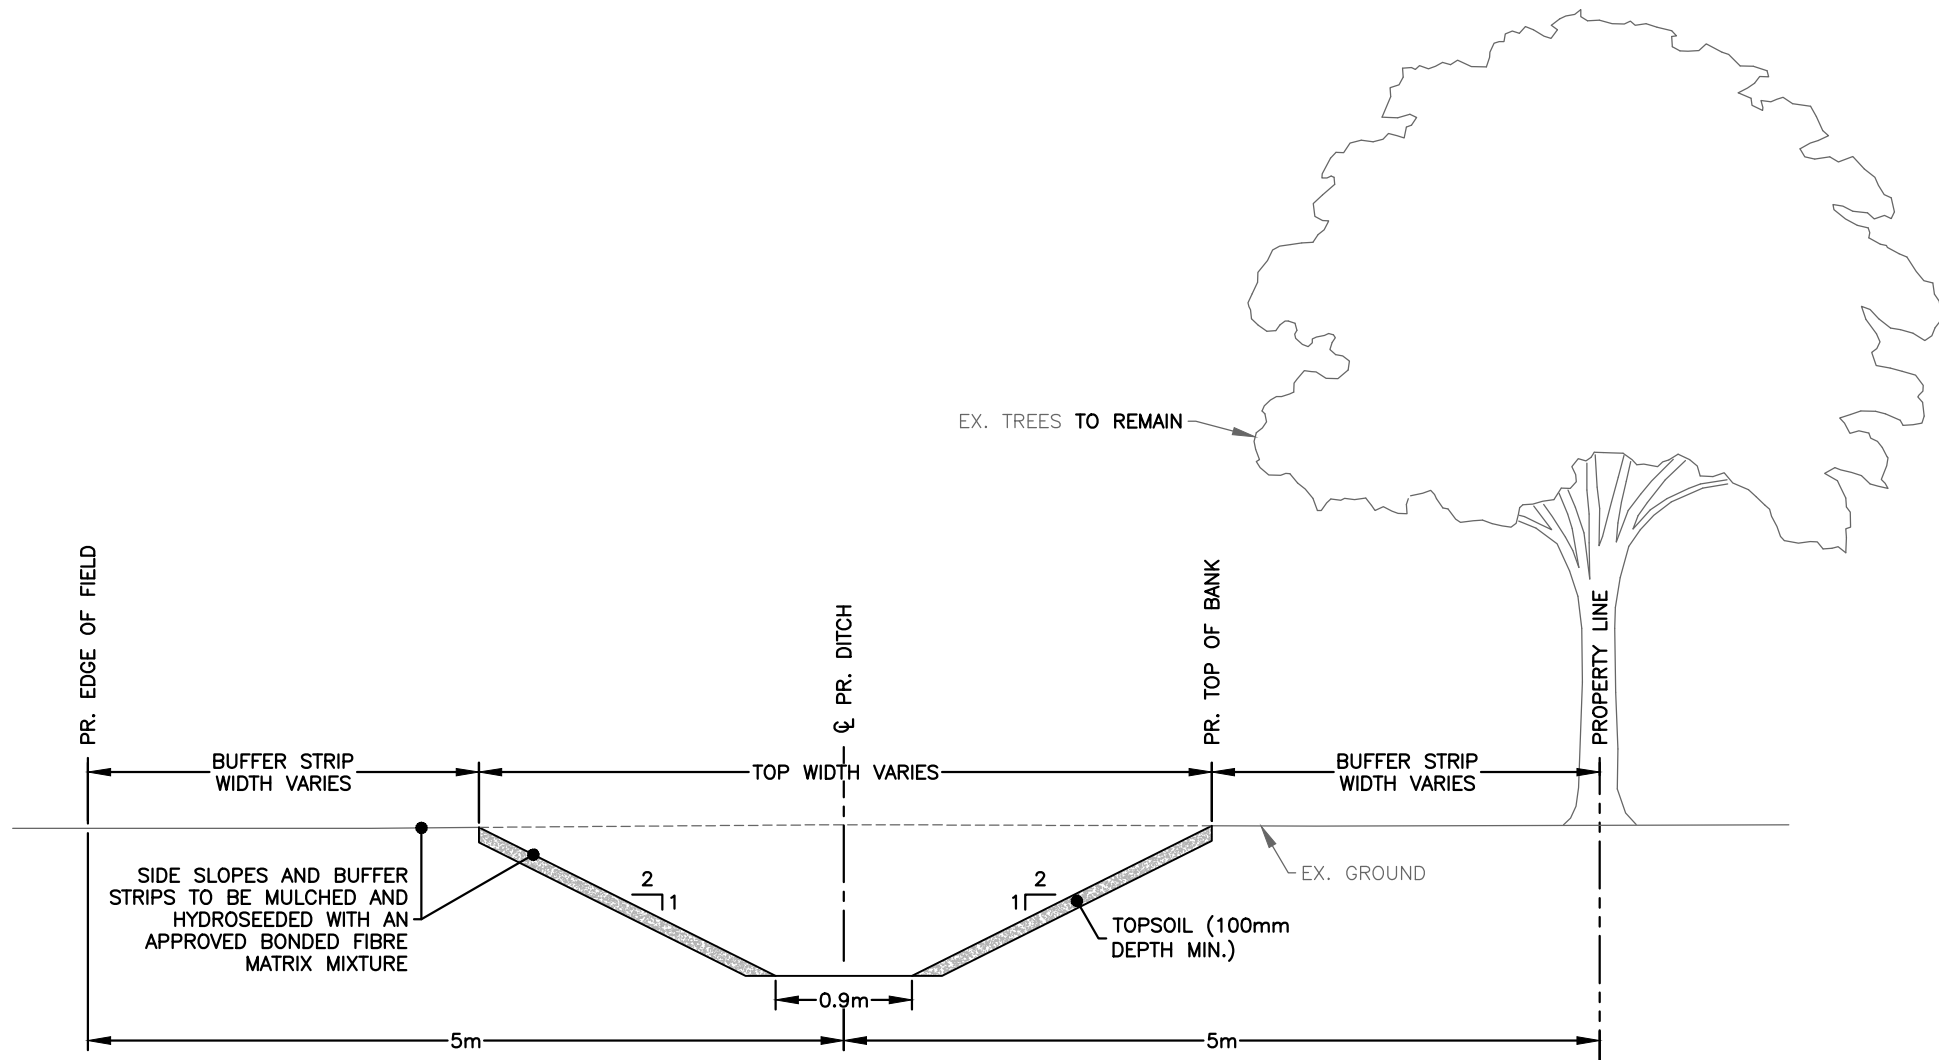 EX. TREES TO REMAIN
PR. EDGE OF FIELD
℄ PR. DITCH
PR. TOP OF BANK
PROPERTY LINE
BUFFER STRIP
WIDTH VARIES
TOP WIDTH VARIES
BUFFER STRIP
WIDTH VARIES
SIDE SLOPES AND BUFFER
STRIPS TO BE MULCHED AND
HYDROSEEDED WITH AN
APPROVED BONDED FIBRE
MATRIX MIXTURE
2
1
2
1
EX. GROUND
TOPSOIL (100mm
DEPTH MIN.)
0.9m
5m
5m